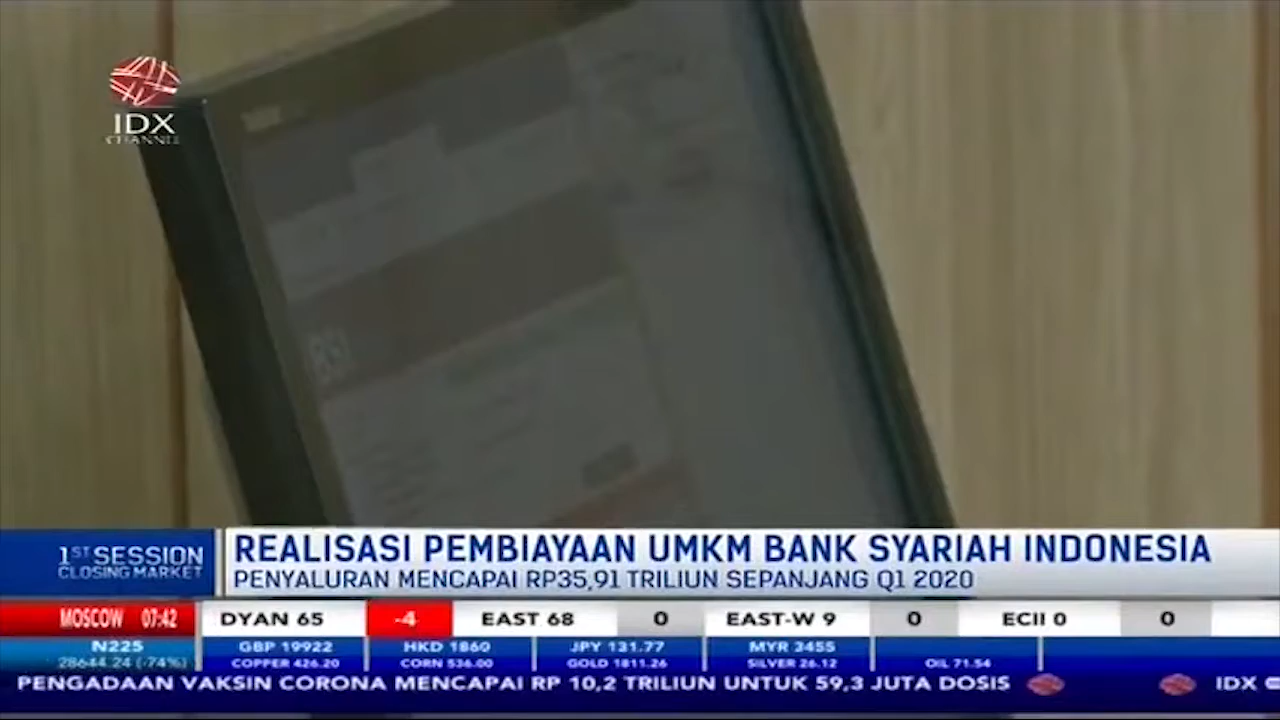 IDX
CHANNEL
1ST SESSION
CLOSING MARKET
REALISASI PEMBIAYAAN UMKM BANK SYARIAH INDONESIA
PENYALURAN MENCAPAI RP35,91 TRILIUN SEPANJANG Q1 2020
MOSCOW 07:42 DYAN 65 -4 EAST 68 0 EAST-W 9 0 ECII 0 0
N225 GBP 19922 HKD 1860 JPY 131.77 MYR 3455
28644.24 (-.74%) COPPER 426.20 CORN 536.00 GOLD 1811.26 SILVER 26.12 OIL 71.54
PENGADAAN VAKSIN CORONA MENCAPAI RP 10,2 TRILIUN UNTUK 59,3 JUTA DOSIS IDX